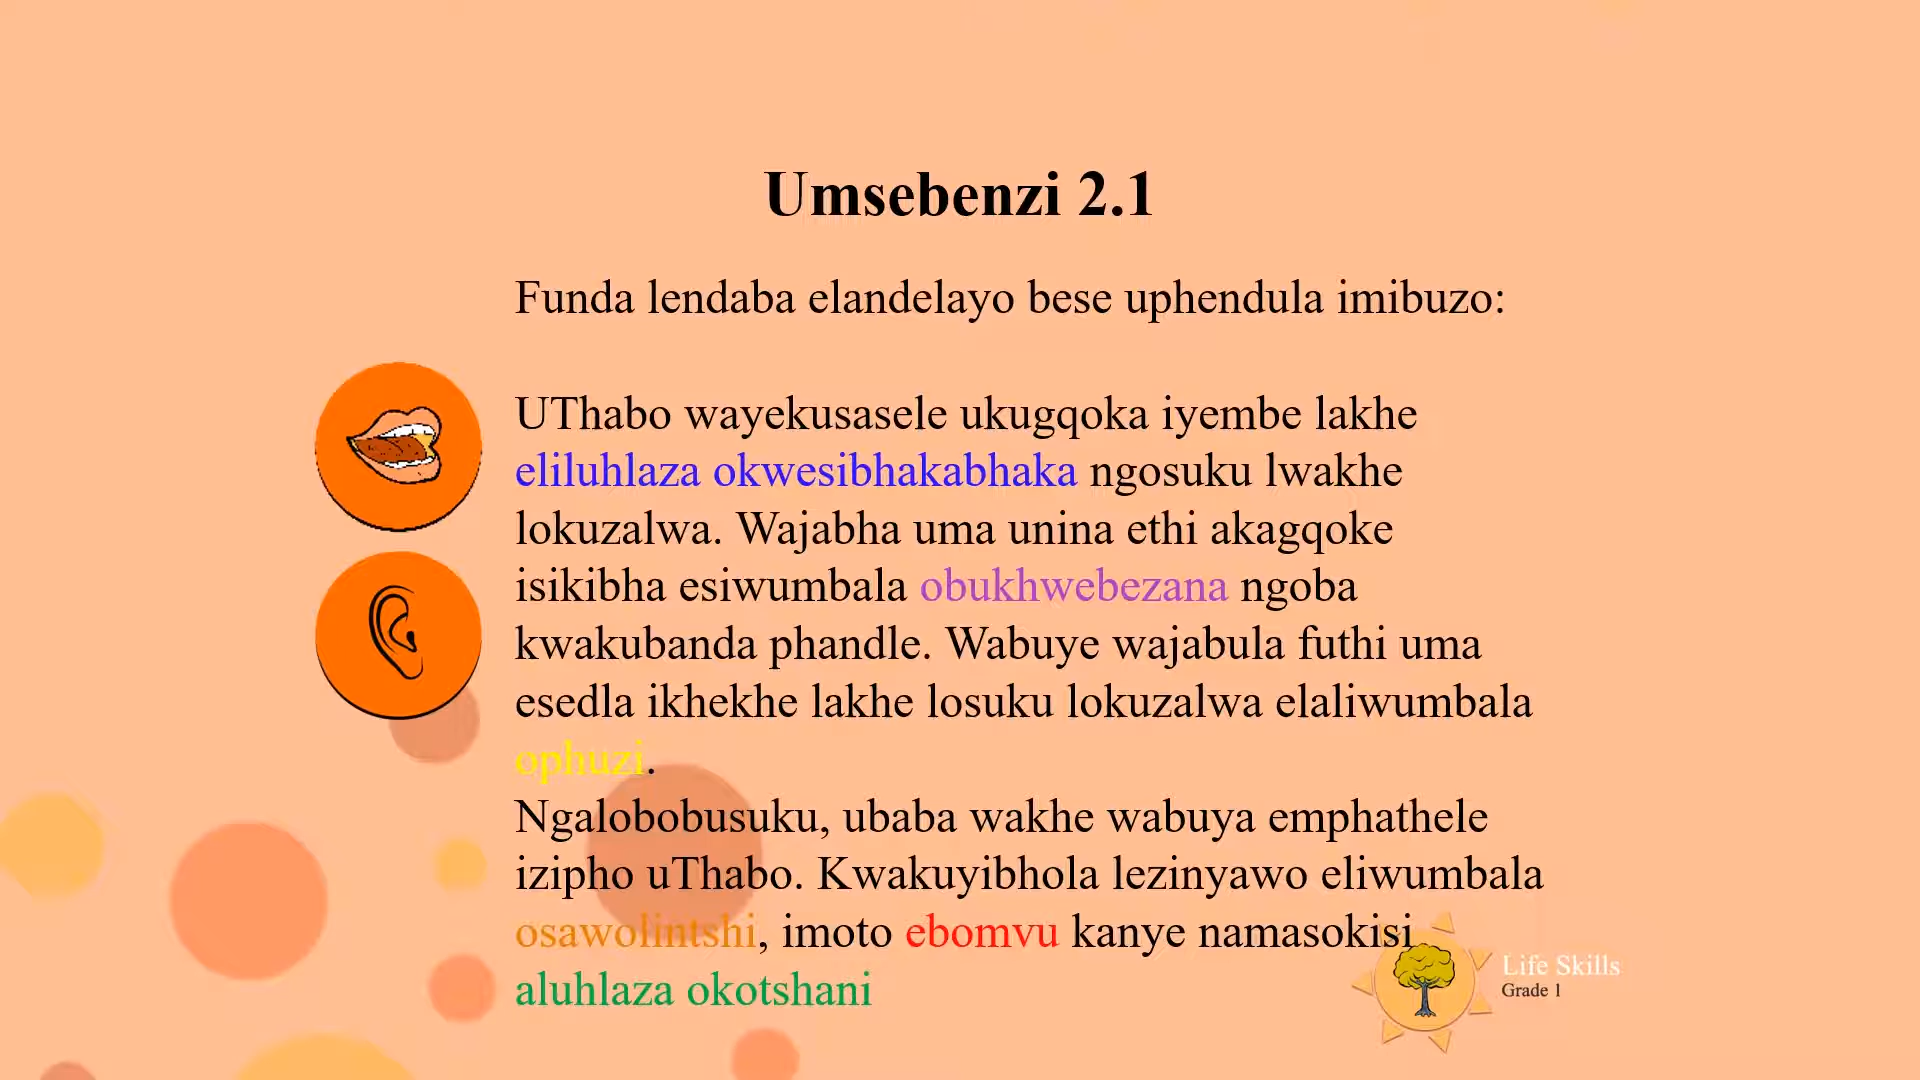 Umsebenzi 2.1
Funda lendaba elandelayo bese uphendula imibuzo:
UThabo wayekusasele ukugqoka iyembe lakhe
eliluhlaza okwesibhakabhaka ngosuku lwakhe
lokuzalwa. Wajabha uma unina ethi akagqoke
isikibha esiwumbala obukhwebezana ngoba
kwakubanda phandle. Wabuye wajabula futhi uma
esedla ikhekhe lakhe losuku lokuzalwa elaliwumbala
ophuzi.
Ngalobobusuku, ubaba wakhe wabuya emphathele
izipho uThabo. Kwakuyibhola lezinyawo eliwumbala
osawolintshi, imoto ebomvu kanye namasokisi
aluhlaza okotshani
Life Skills
Grade 1